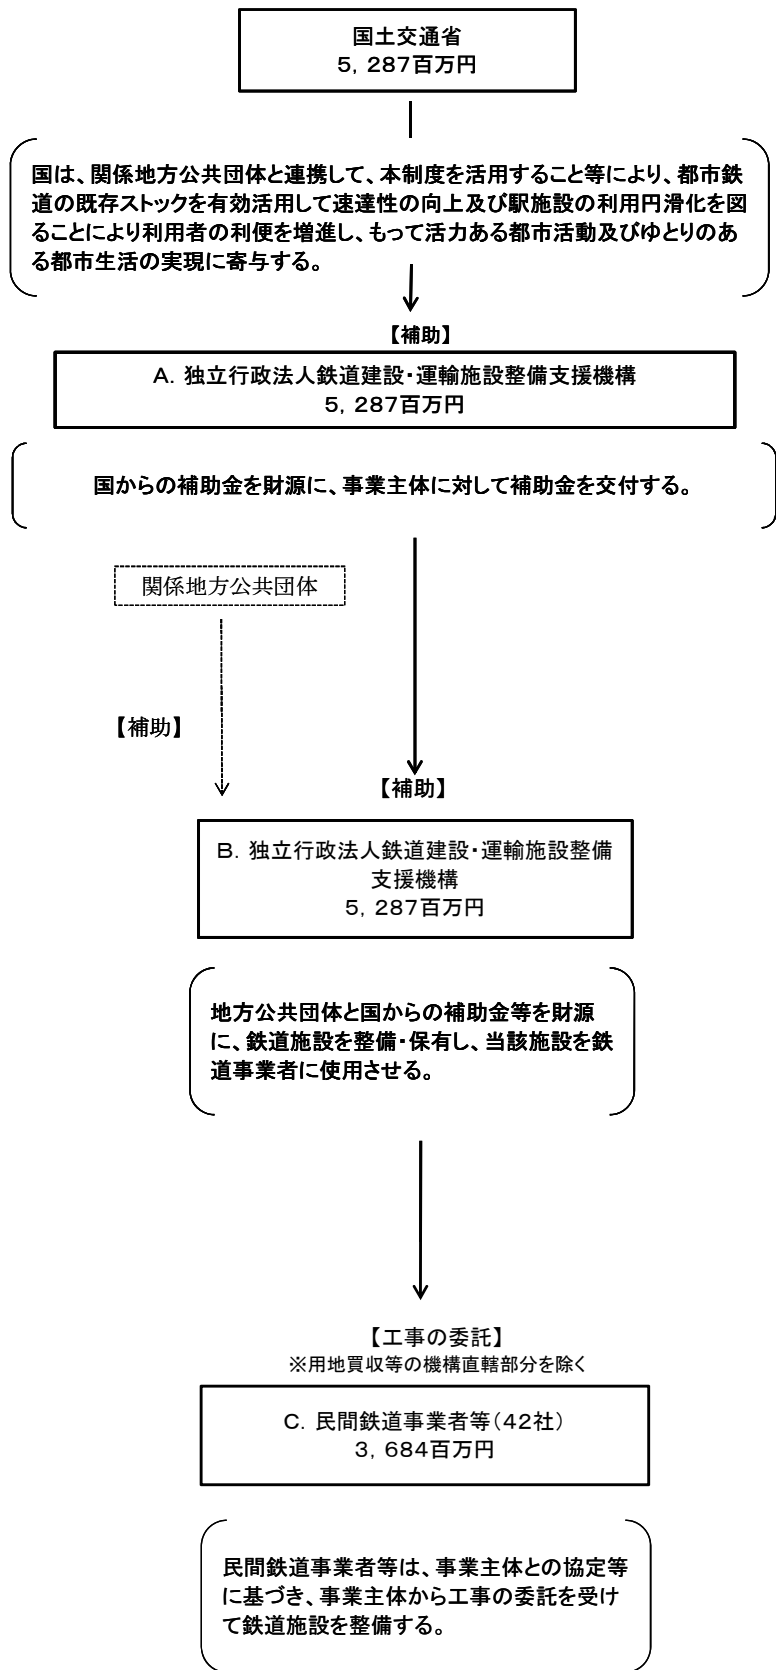 国土交通省
5，287百万円
国は、関係地方公共団体と連携して、本制度を活用すること等により、都市鉄
道の既存ストックを有効活用して速達性の向上及び駅施設の利用円滑化を図
ることにより利用者の利便を増進し、もって活力ある都市活動及びゆとりのあ
る都市生活の実現に寄与する。
【補助】
A．独立行政法人鉄道建設・運輸施設整備支援機構
5，287百万円
国からの補助金を財源に、事業主体に対して補助金を交付する。
関係地方公共団体
【補助】
【補助】
B．独立行政法人鉄道建設・運輸施設整備
支援機構
5，287百万円
地方公共団体と国からの補助金等を財源
に、鉄道施設を整備・保有し、当該施設を鉄
道事業者に使用させる。
【工事の委託】
※用地買収等の機構直轄部分を除く
C．民間鉄道事業者等（42社）
3，684百万円
民間鉄道事業者等は、事業主体との協定等
に基づき、事業主体から工事の委託を受け
て鉄道施設を整備する。